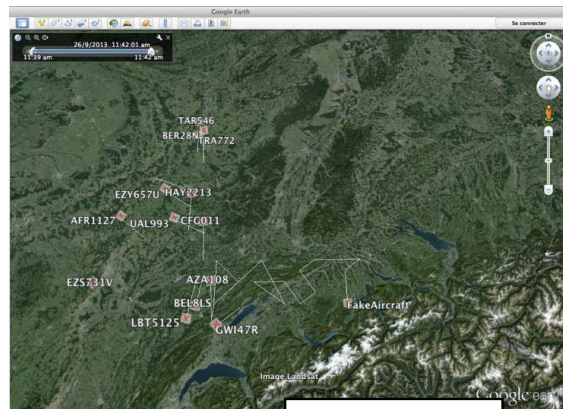 Google Earth
Se connecter
26/9/2013 11:42:01 am
11:39 am
11:42 am
TAR546
BER28N
TRA772
EZY657U
HAY2213
AFR1127
UAL993
CFG011
EZS731V
AZA108
BEL8LS
LBT5125
GWI47R
FakeAircraft
Image Landsat
Google earth